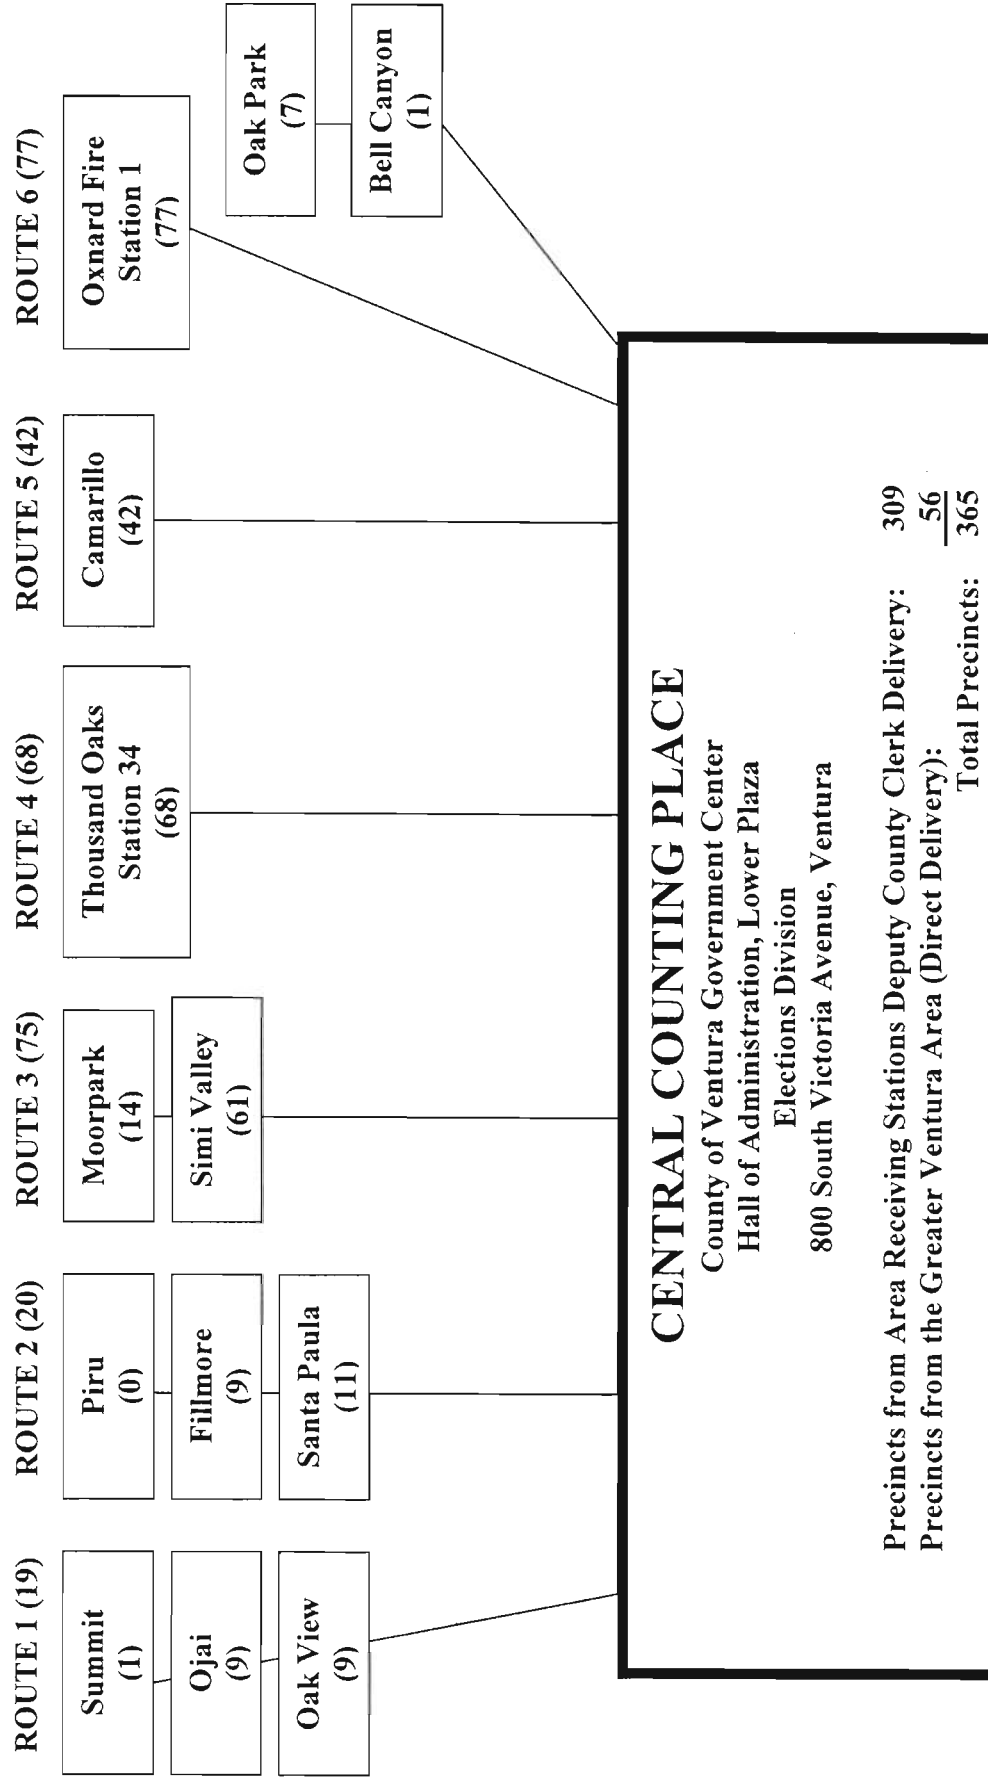 ROUTE 1 (19)
Summit
(1)
Ojai
(9)
Oak View
(9)
ROUTE 2 (20)
Piru
(0)
Fillmore
(9)
Santa Paula
(11)
ROUTE 3 (75)
Moorpark
(14)
Simi Valley
(61)
ROUTE 4 (68)
Thousand Oaks
Station 34
(68)
ROUTE 5 (42)
Camarillo
(42)
ROUTE 6 (77)
Oxnard Fire
Station 1
(77)
Oak Park
(7)
Bell Canyon
(1)
CENTRAL COUNTING PLACE
County of Ventura Government Center
Hall of Administration, Lower Plaza
Elections Division
800 South Victoria Avenue, Ventura
Precincts from Area Receiving Stations Deputy County Clerk Delivery: 309
Precincts from the Greater Ventura Area (Direct Delivery): 56
Total Precincts: 365